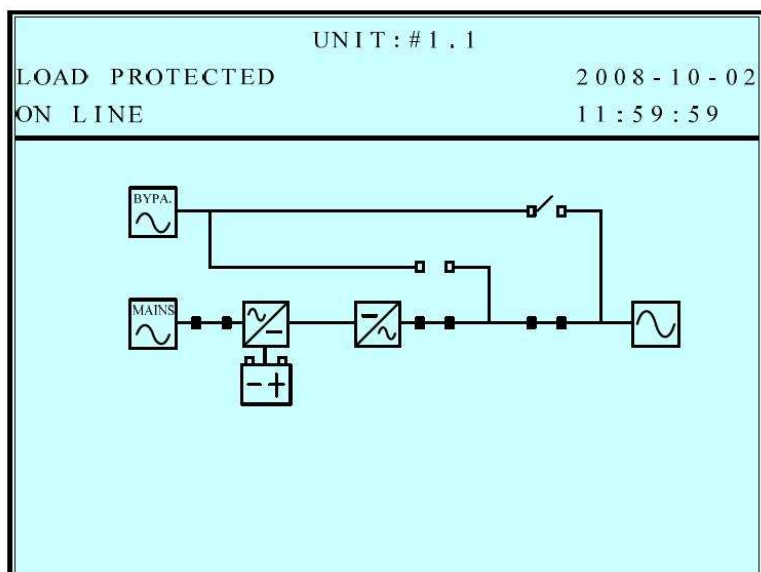 UNIT:#1.1
LOAD PROTECTED 2008-10-02
ON LINE 11:59:59
BYPA.
MAINS